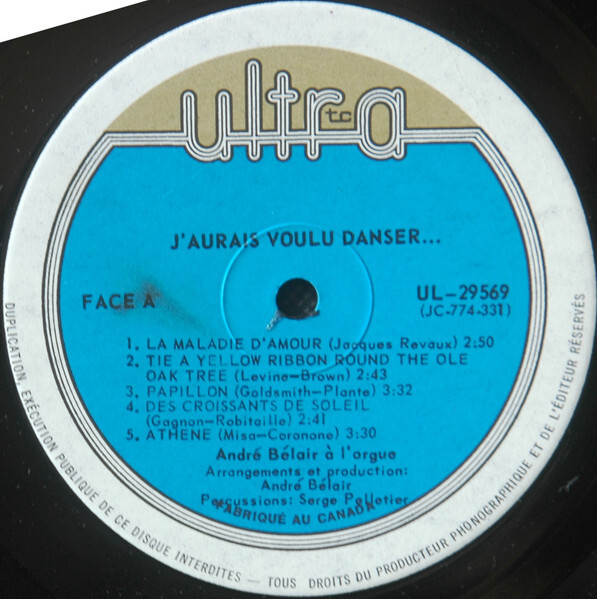 ultra
tc
J'AURAIS VOULU DANSER...
FACE A
UL-29569
(JC-774-331)
1. LA MALADIE D'AMOUR (Jacques Revaux) 2:50
2. TIE A YELLOW RIBBON ROUND THE OLE
OAK TREE (Levine-Brown) 2:43
3. PAPILLON (Goldsmith-Plante) 3:32
4. DES CROISSANTS DE SOLEIL
(Gagnon-Robitaille) 2:41
5. ATHENE (Misa-Coronone) 3:30
André Bélair à l'orgue
Arrangements et production:
André Bélair
Percussions: Serge Pelletier
FABRIQUÉ AU CANADA
DUPLICATION, EXÉCUTION PUBLIQUE DE CE DISQUE INTERDITES — TOUS DROITS DU PRODUCTEUR PHONOGRAPHIQUE ET DE L'ÉDITEUR RÉSERVÉS